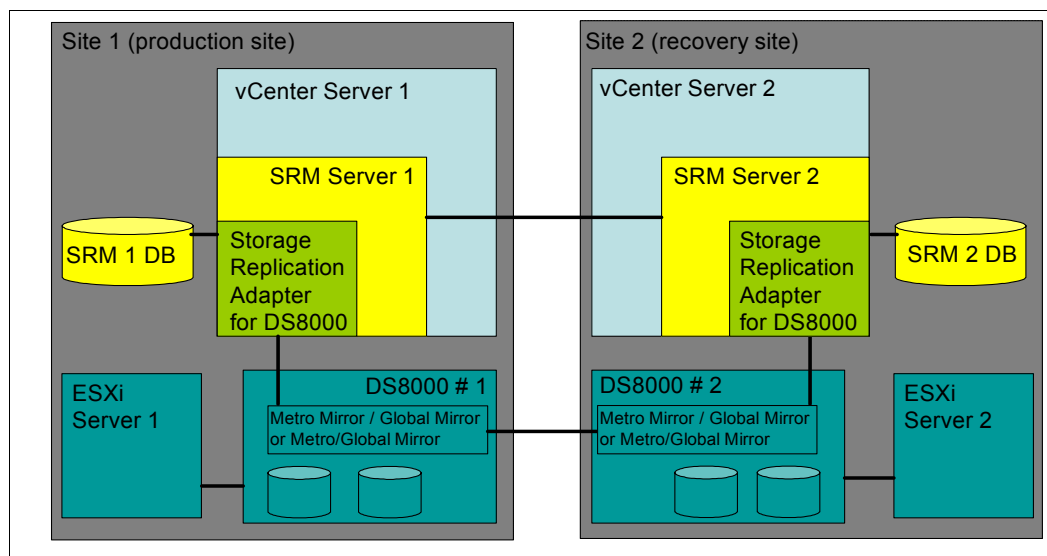 Site 1 (production site)
vCenter Server 1
SRM Server 1
SRM 1 DB
Storage
Replication
Adapter
for DS8000
ESXi
Server 1
DS8000 # 1
Metro Mirror / Global Mirror
or Metro/Global Mirror
Site 2 (recovery site)
vCenter Server 2
SRM Server 2
Storage
Replication
Adapter
for DS8000
SRM 2 DB
DS8000 # 2
Metro Mirror / Global Mirror
or Metro/Global Mirror
ESXi
Server 2